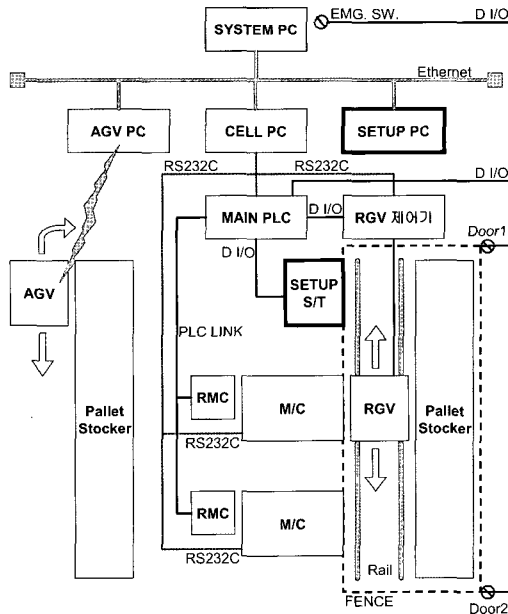 SYSTEM PC
EMG. SW.
D I/O
Ethernet
AGV PC
CELL PC
SETUP PC
RS232C
RS232C
D I/O
MAIN PLC
D I/O
RGV 제어기
Door1
D I/O
AGV
SETUP
S/T
PLC LINK
Pallet
Stocker
RMC
M/C
RGV
Pallet
Stocker
RS232C
RMC
M/C
RS232C
Rail
FENCE
Door2